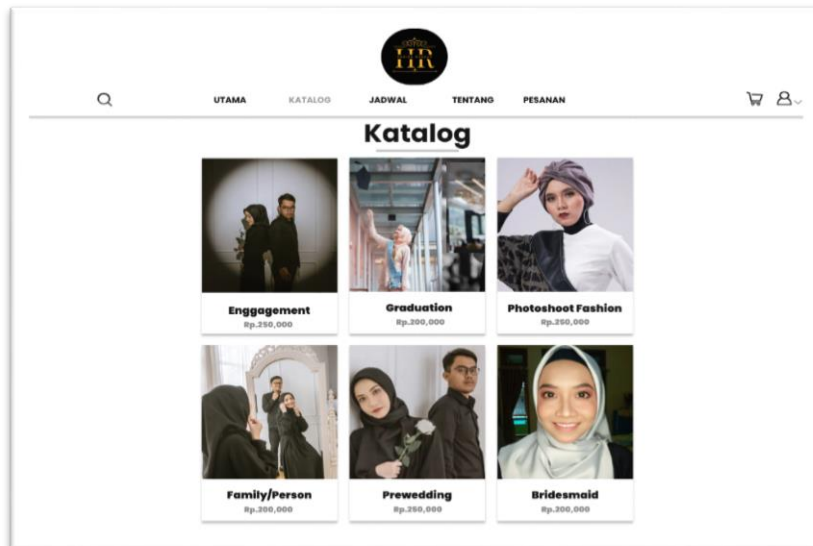 HR
UTAMA KATALOG JADWAL TENTANG PESANAN
Katalog
Enggagement Graduation Photoshoot Fashion
Rp.250,000 Rp.200,000 Rp.250,000
Family/Person Prewedding Bridesmaid
Rp.200,000 Rp.250,000 Rp.200,000